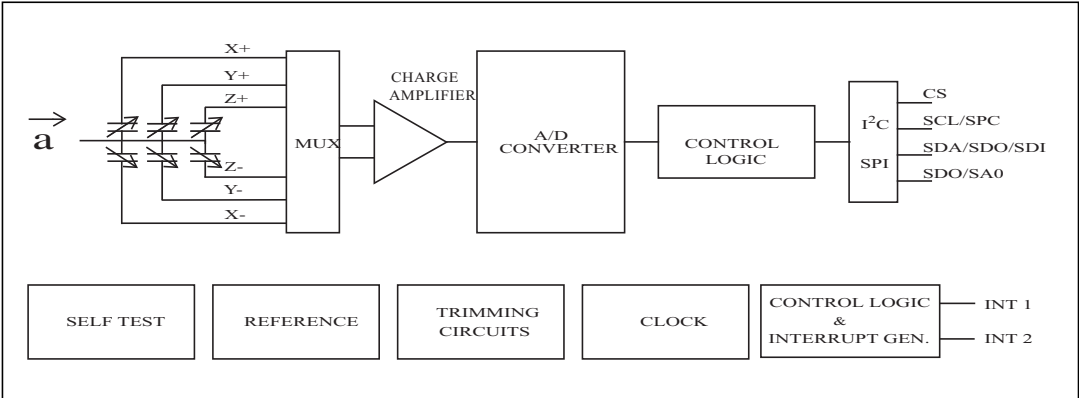 X+
Y+
Z+
a
Z-
Y-
X-
MUX
CHARGE
AMPLIFIER
A/D
CONVERTER
CONTROL
LOGIC
I²C
SPI
CS
SCL/SPC
SDA/SDO/SDI
SDO/SA0
SELF TEST
REFERENCE
TRIMMING
CIRCUITS
CLOCK
CONTROL LOGIC
&
INTERRUPT GEN.
INT 1
INT 2